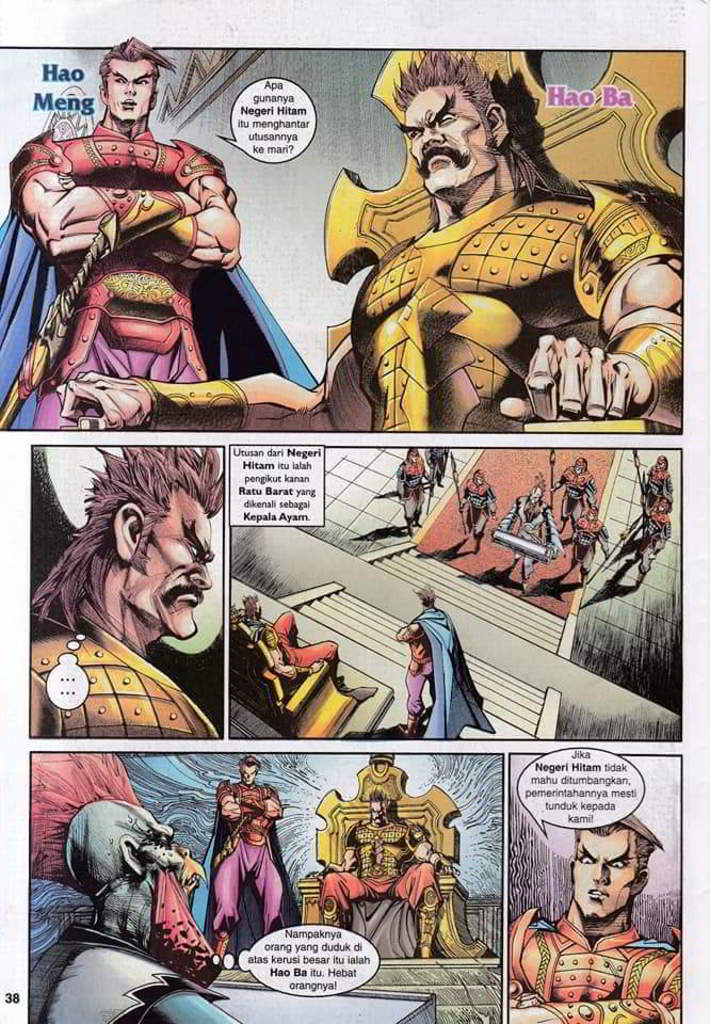 Hao
Meng
Apa
gunanya
Negeri Hitam
itu menghantar
utusannya
ke mari?
Hao Ba
. . .
. . .
Utusan dari Negeri
Hitam itu ialah
pengikut kanan
Ratu Barat yang
dikenali sebagai
Kepala Ayam.
Nampaknya
orang yang duduk di
atas kerusi besar itu ialah
Hao Ba itu. Hebat
orangnya!
Jika
Negeri Hitam tidak
mahu ditumbangkan,
pemerintahannya mesti
tunduk kepada
kami!
38